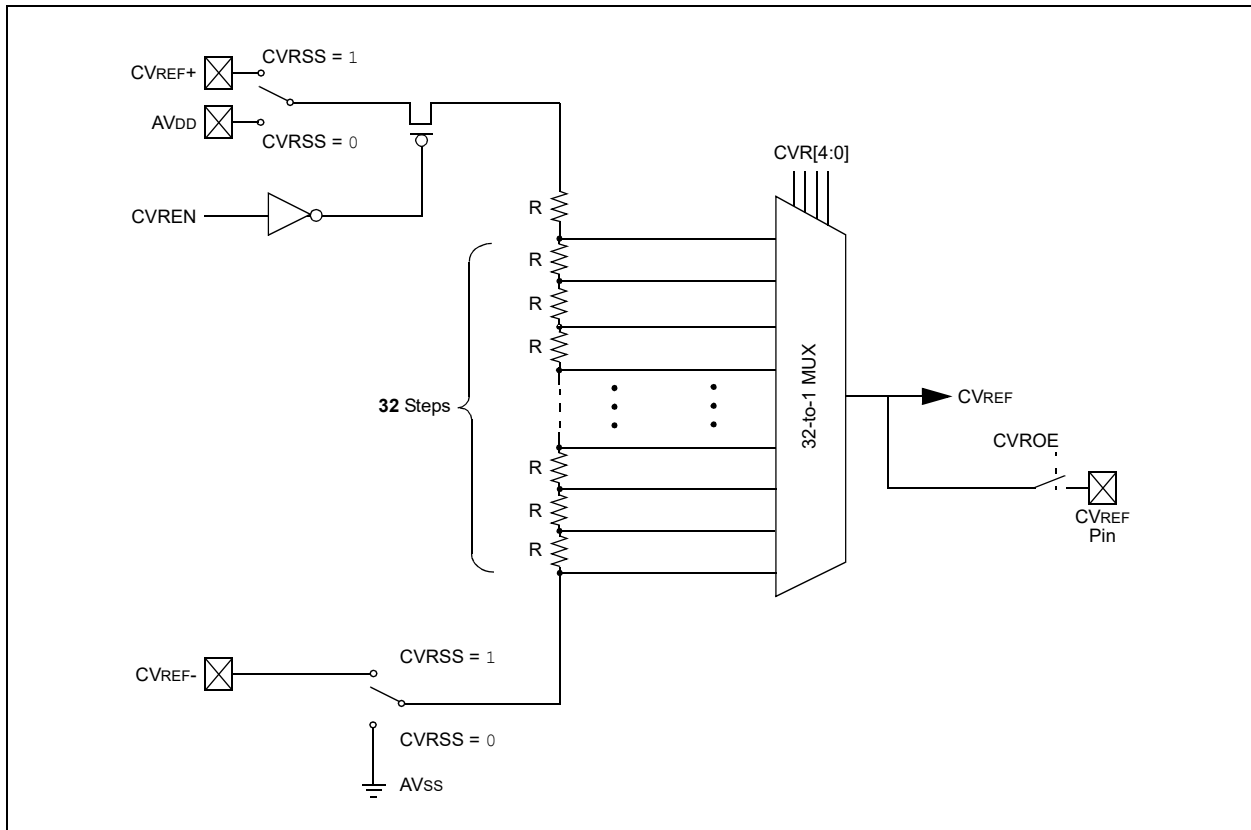 CVRSS = 1
CVREF+
AVDD
CVRSS = 0
CVREN
CVR[4:0]
R
R
R
R
32 Steps
32-to-1 MUX
CVREF
CVROE
R
R
R
CVREF
Pin
CVRSS = 1
CVREF-
CVRSS = 0
AVSS